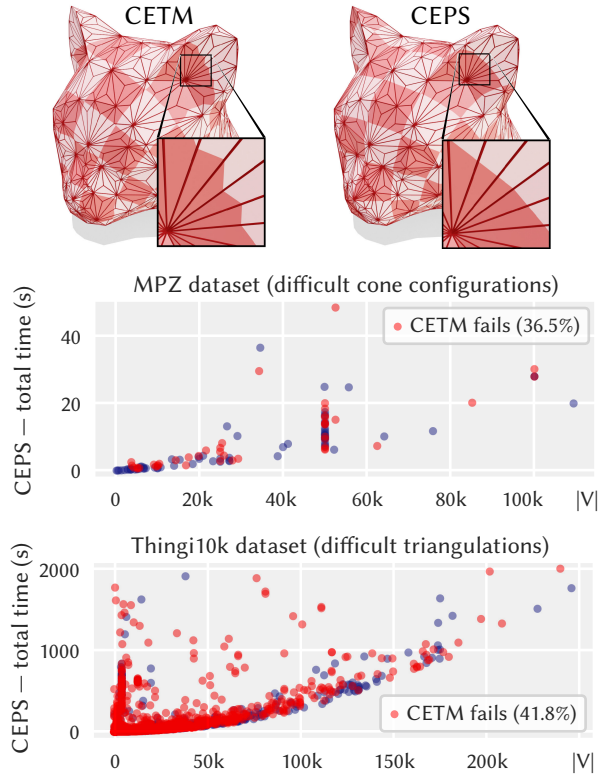 CETM CEPS
MPZ dataset (difficult cone configurations)
CEPS — total time (s)
40
20
0
CETM fails (36.5%)
0 20k 40k 60k 80k 100k |V|
Thingi10k dataset (difficult triangulations)
CEPS — total time (s)
2000
1000
0
CETM fails (41.8%)
0 50k 100k 150k 200k |V|